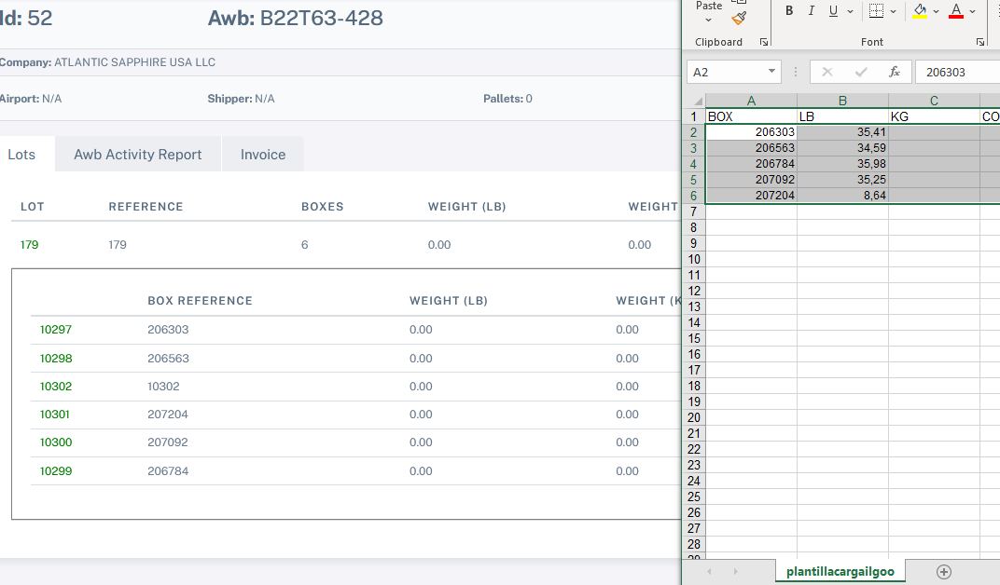 Id: 52 Awb: B22T63-428
Company: ATLANTIC SAPPHIRE USA LLC
Airport: N/A Shipper: N/A Pallets: 0
Lots Awb Activity Report Invoice
LOT REFERENCE BOXES WEIGHT (LB) WEIGHT
179 179 6 0.00 0.00
BOX REFERENCE WEIGHT (LB) WEIGHT (K
10297 206303 0.00 0.00
10298 206563 0.00 0.00
10302 10302 0.00 0.00
10301 207204 0.00 0.00
10300 207092 0.00 0.00
10299 206784 0.00 0.00
Paste B I U A
Clipboard Font
A2 fx 206303
A B C
1 BOX LB KG CO
2 206303 35,41
3 206563 34,59
4 206784 35,98
5 207092 35,25
6 207204 8,64
7
8
9
10
11
12
13
14
15
16
17
18
19
20
21
22
23
24
25
26
27
28
29
plantillacargailgoo